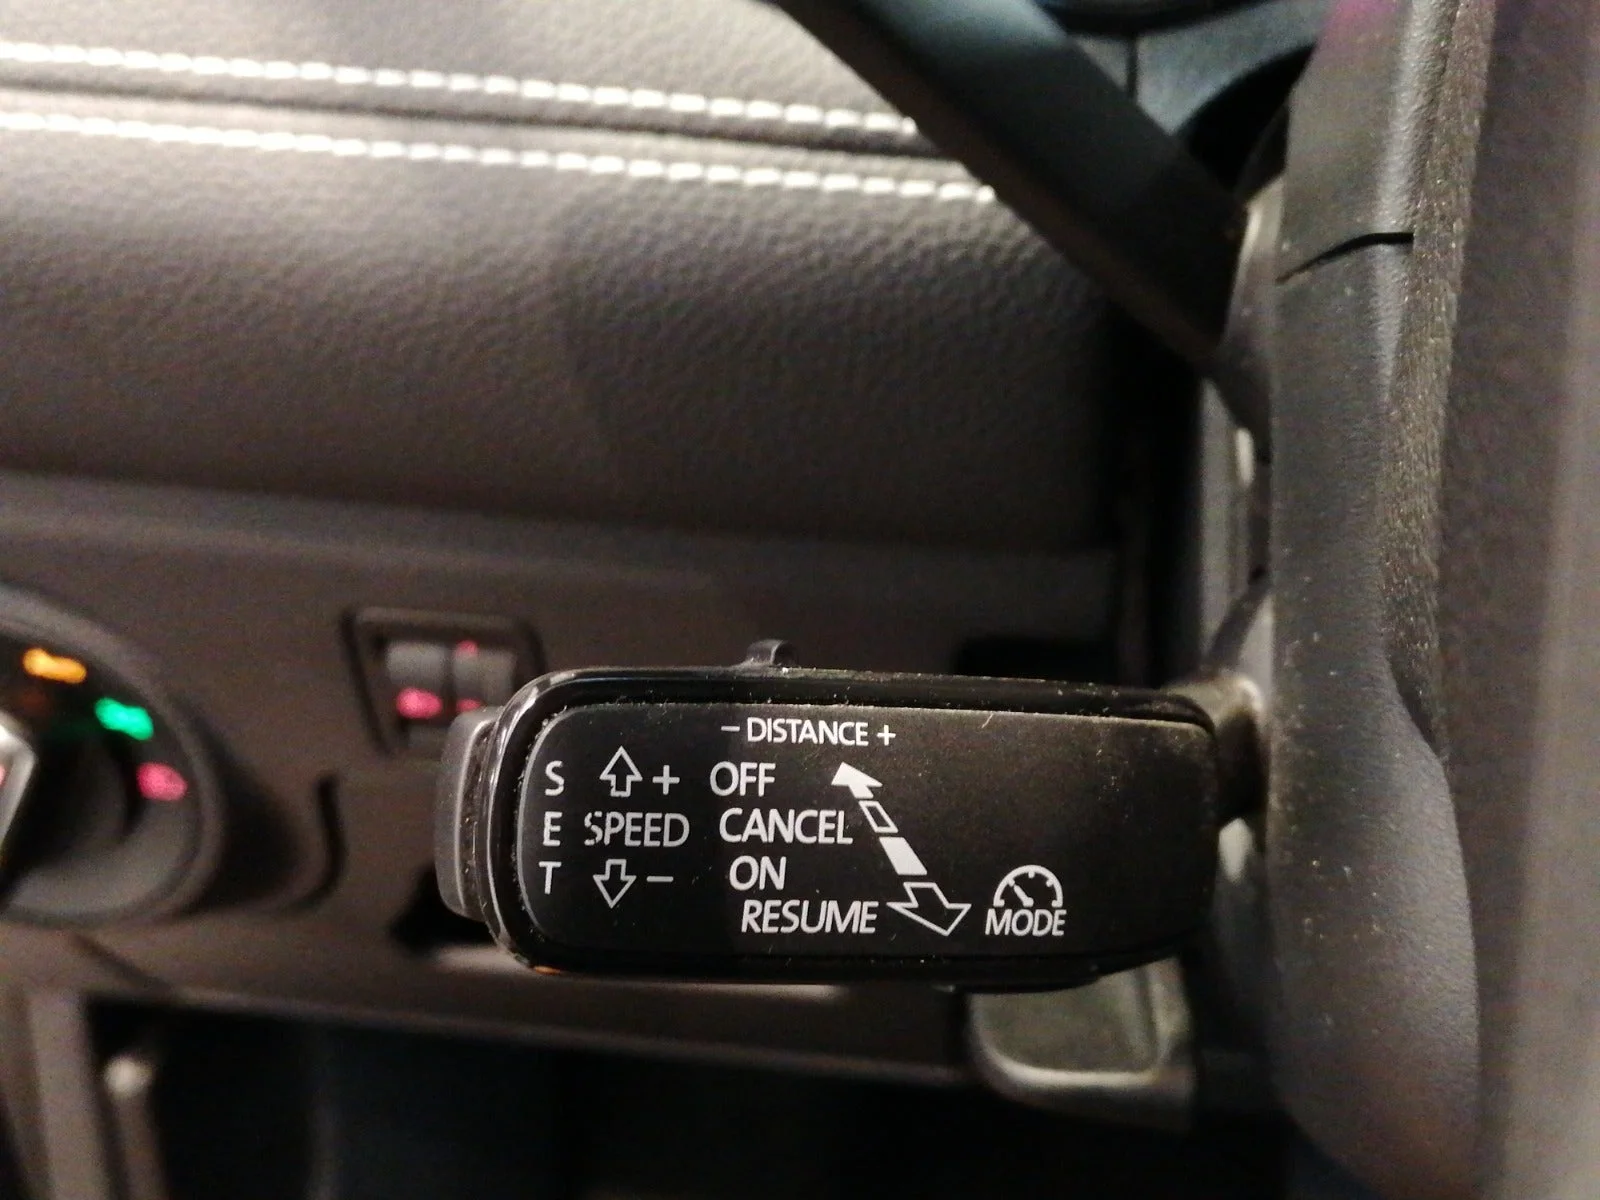 − DISTANCE +
S + OFF
E SPEED CANCEL
T − ON
RESUME
MODE